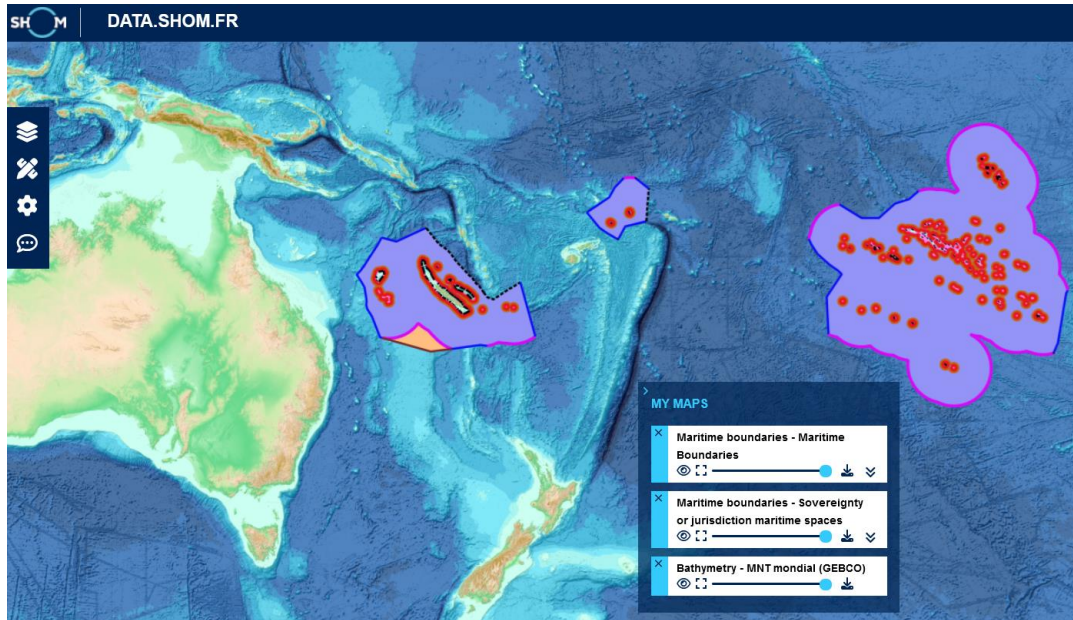 SHOM
DATA.SHOM.FR
MY MAPS
Maritime boundaries - Maritime
Boundaries
Maritime boundaries - Sovereignty
or jurisdiction maritime spaces
Bathymetry - MNT mondial (GEBCO)